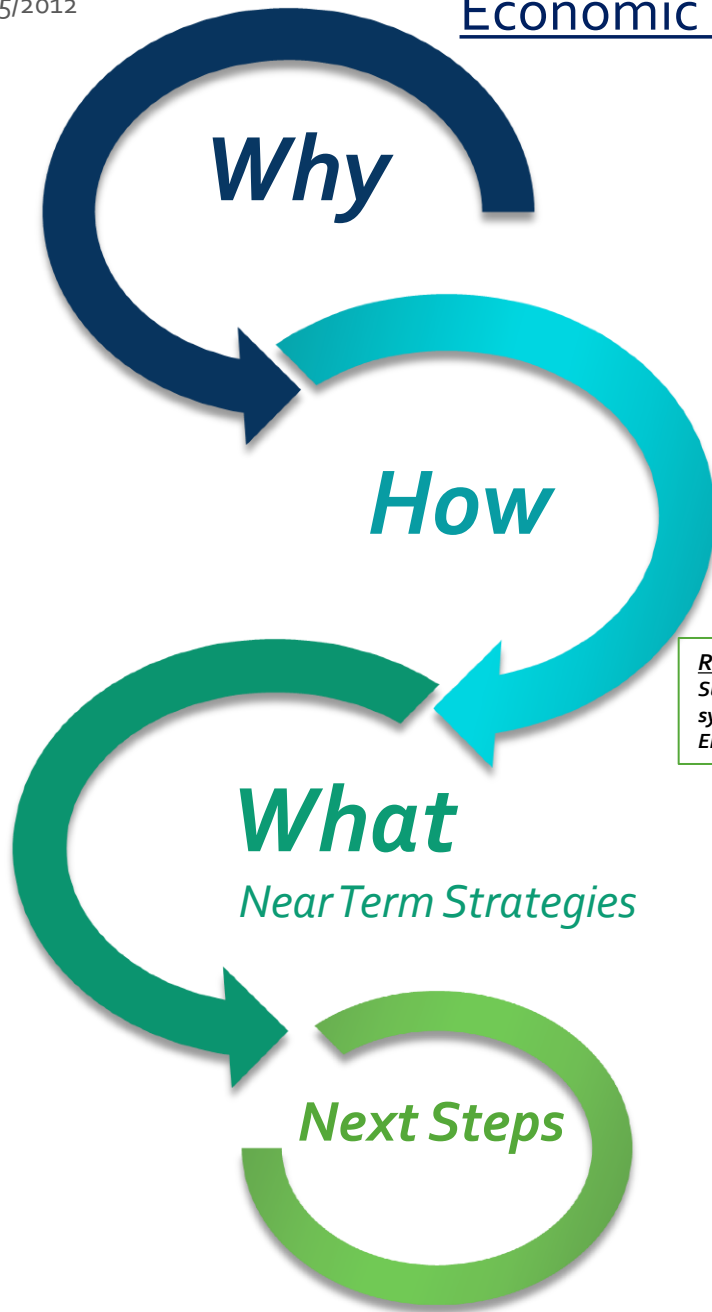 5/2012
Economic
Why
How
What
Near Term Strategies
Next Steps